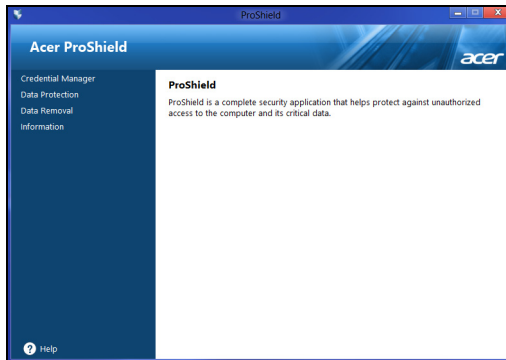 ProShield
Acer ProShield
acer
Credential Manager
Data Protection
Data Removal
Information
ProShield
ProShield is a complete security application that helps protect against unauthorized
access to the computer and its critical data.
? Help